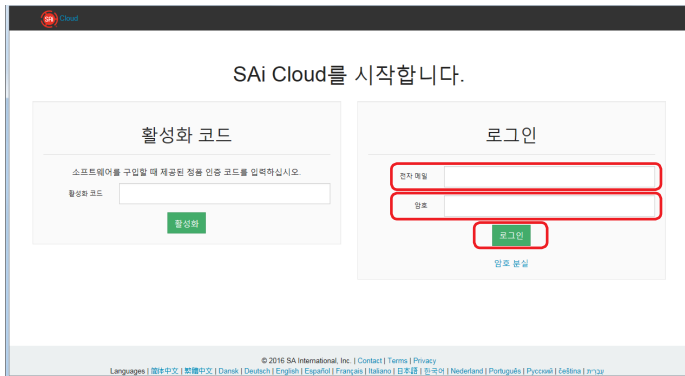 SAi Cloud
SAi Cloud를 시작합니다.
활성화 코드
소프트웨어를 구입할 때 제공된 정품 인증 코드를 입력하십시오.
활성화 코드
활성화
로그인
전자 메일
암호
로그인
암호 분실
© 2016 SA International, Inc. | Contact | Terms | Privacy
Languages | 简体中文 | 繁體中文 | Dansk | Deutsch | English | Español | Français | Italiano |日本語 | 한국어 | Nederland | Português | Русский | čeština | עברית